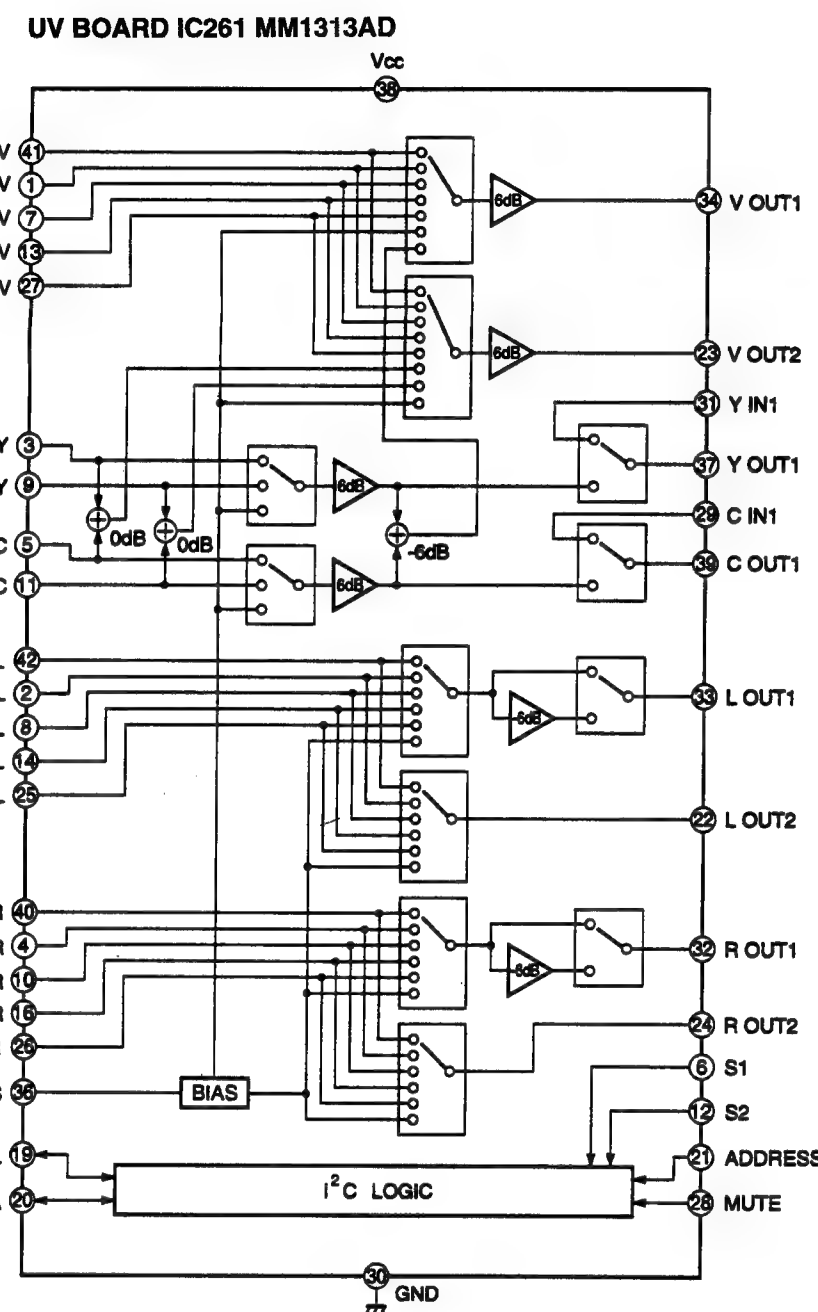 UV BOARD IC261 MM1313AD
Vcc
38
V 41
V 1
V 7
V 13
V 27
6dB
34 V OUT1
6dB
23 V OUT2
31 Y IN1
Y 3
37 Y OUT1
Y 9
6dB
29 C IN1
C 5
0dB
0dB
-6dB
39 C OUT1
C 11
6dB
L 42
L 2
33 L OUT1
L 8
-6dB
L 14
L 25
22 L OUT2
R 40
R 4
32 R OUT1
R 10
-6dB
R 16
R 26
24 R OUT2
6 S1
S 36
BIAS
12 S2
L 19
21 ADDRESS
I²C LOGIC
A 20
28 MUTE
30
GND